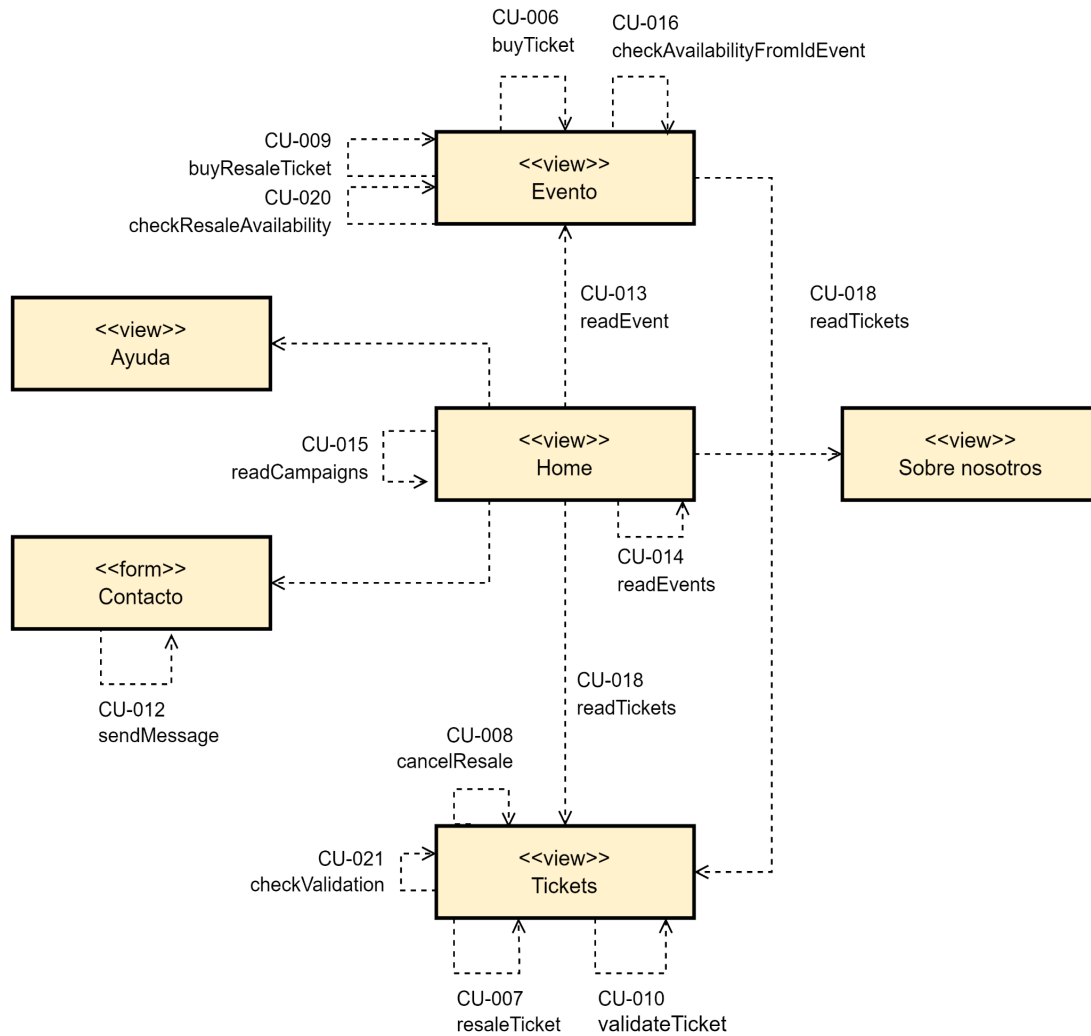 CU-006
buyTicket
CU-016
checkAvailabilityFromIdEvent
CU-009
buyResaleTicket
CU-020
checkResaleAvailability
<<view>>
Evento
CU-013
readEvent
CU-018
readTickets
<<view>>
Ayuda
CU-015
readCampaigns
<<view>>
Home
<<view>>
Sobre nosotros
CU-014
readEvents
<<form>>
Contacto
CU-012
sendMessage
CU-018
readTickets
CU-008
cancelResale
CU-021
checkValidation
<<view>>
Tickets
CU-007
resaleTicket
CU-010
validateTicket